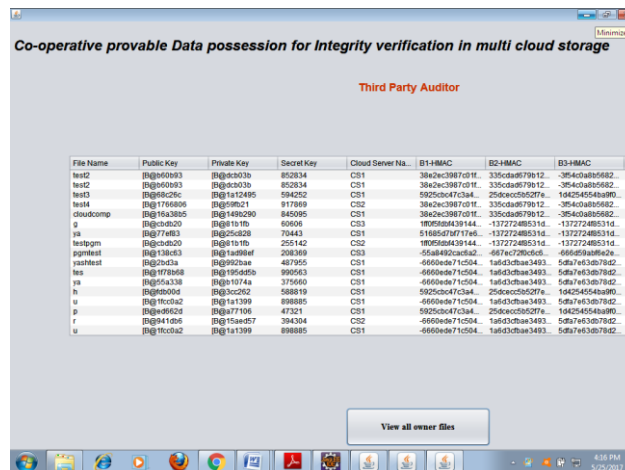 Minimize
Co-operative provable Data possession for Integrity verification in multi cloud storage
Third Party Auditor
File Name Public Key Private Key Secret Key Cloud Server Na... B1-HMAC B2-HMAC B3-HMAC
test2 [B@b60b93 [B@dcb03b 852834 CS1 38e2ec3987c01f... 335cdad679b12... -3f54c0a8b5682...
test2 [B@b60b93 [B@dcb03b 852834 CS1 38e2ec3987c01f... 335cdad679b12... -3f54c0a8b5682...
test3 [B@68c26c [B@1a12495 594252 CS1 5925cbc47c3a4... 25dcecc5b52f7e... 1d4254554ba9f0...
test4 [B@1766806 [B@59fb21 917869 CS2 38e2ec3987c01f... 335cdad679b12... -3f54c0a8b5682...
cloudcomp [B@16a38b5 [B@149b290 845095 CS1 38e2ec3987c01f... 335cdad679b12... -3f54c0a8b5682...
g [B@cbdb20 [B@81b1fb 60606 CS3 1ff0f5fdbf439144... -1372724f8531d... -1372724f8531d...
ya [B@77ef83 [B@25c828 70443 CS1 51685d7bf717e6... -1372724f8531d... -1372724f8531d...
testpgm [B@cbdb20 [B@81b1fb 255142 CS2 1ff0f5fdbf439144... -1372724f8531d... -1372724f8531d...
pgmtest [B@138c63 [B@1ad98ef 208369 CS3 -55a8492cac6a2... -667ec72f0c6c6... -666d59abf6e2e...
yashtest [B@2bd3a [B@992bae 487955 CS1 -6660ede71c504... 1a6d3cfbae3493... 5dfa7e63db78d2...
tes [B@1f78b68 [B@195dd5b 990563 CS1 -6660ede71c504... 1a6d3cfbae3493... 5dfa7e63db78d2...
ya [B@55a338 [B@b1074a 375660 CS1 -6660ede71c504... 1a6d3cfbae3493... 5dfa7e63db78d2...
h [B@fdb00d [B@3cc262 588819 CS1 5925cbc47c3a4... 25dcecc5b52f7e... 1d4254554ba9f0...
u [B@1fcc0a2 [B@1a1399 898885 CS1 -6660ede71c504... 1a6d3cfbae3493... 5dfa7e63db78d2...
p [B@ed662d [B@a77106 47321 CS1 5925cbc47c3a4... 25dcecc5b52f7e... 1d4254554ba9f0...
r [B@941db6 [B@15aed57 394304 CS2 -6660ede71c504... 1a6d3cfbae3493... 5dfa7e63db78d2...
u [B@1fcc0a2 [B@1a1399 898885 CS1 -6660ede71c504... 1a6d3cfbae3493... 5dfa7e63db78d2...
View all owner files
4:16 PM
5/25/2017